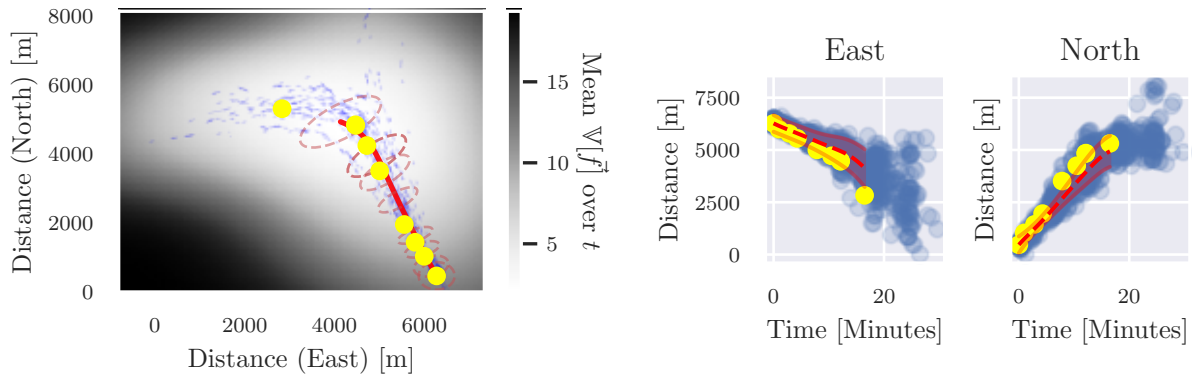 8000
6000
4000
2000
0
Distance (North) [m]
0 2000 4000 6000
Distance (East) [m]
15
10
5
Mean 𝕍[f⃗] over t
East
7500
5000
2500
0
Distance [m]
0 20
Time [Minutes]
North
Distance [m]
0 20
Time [Minutes]